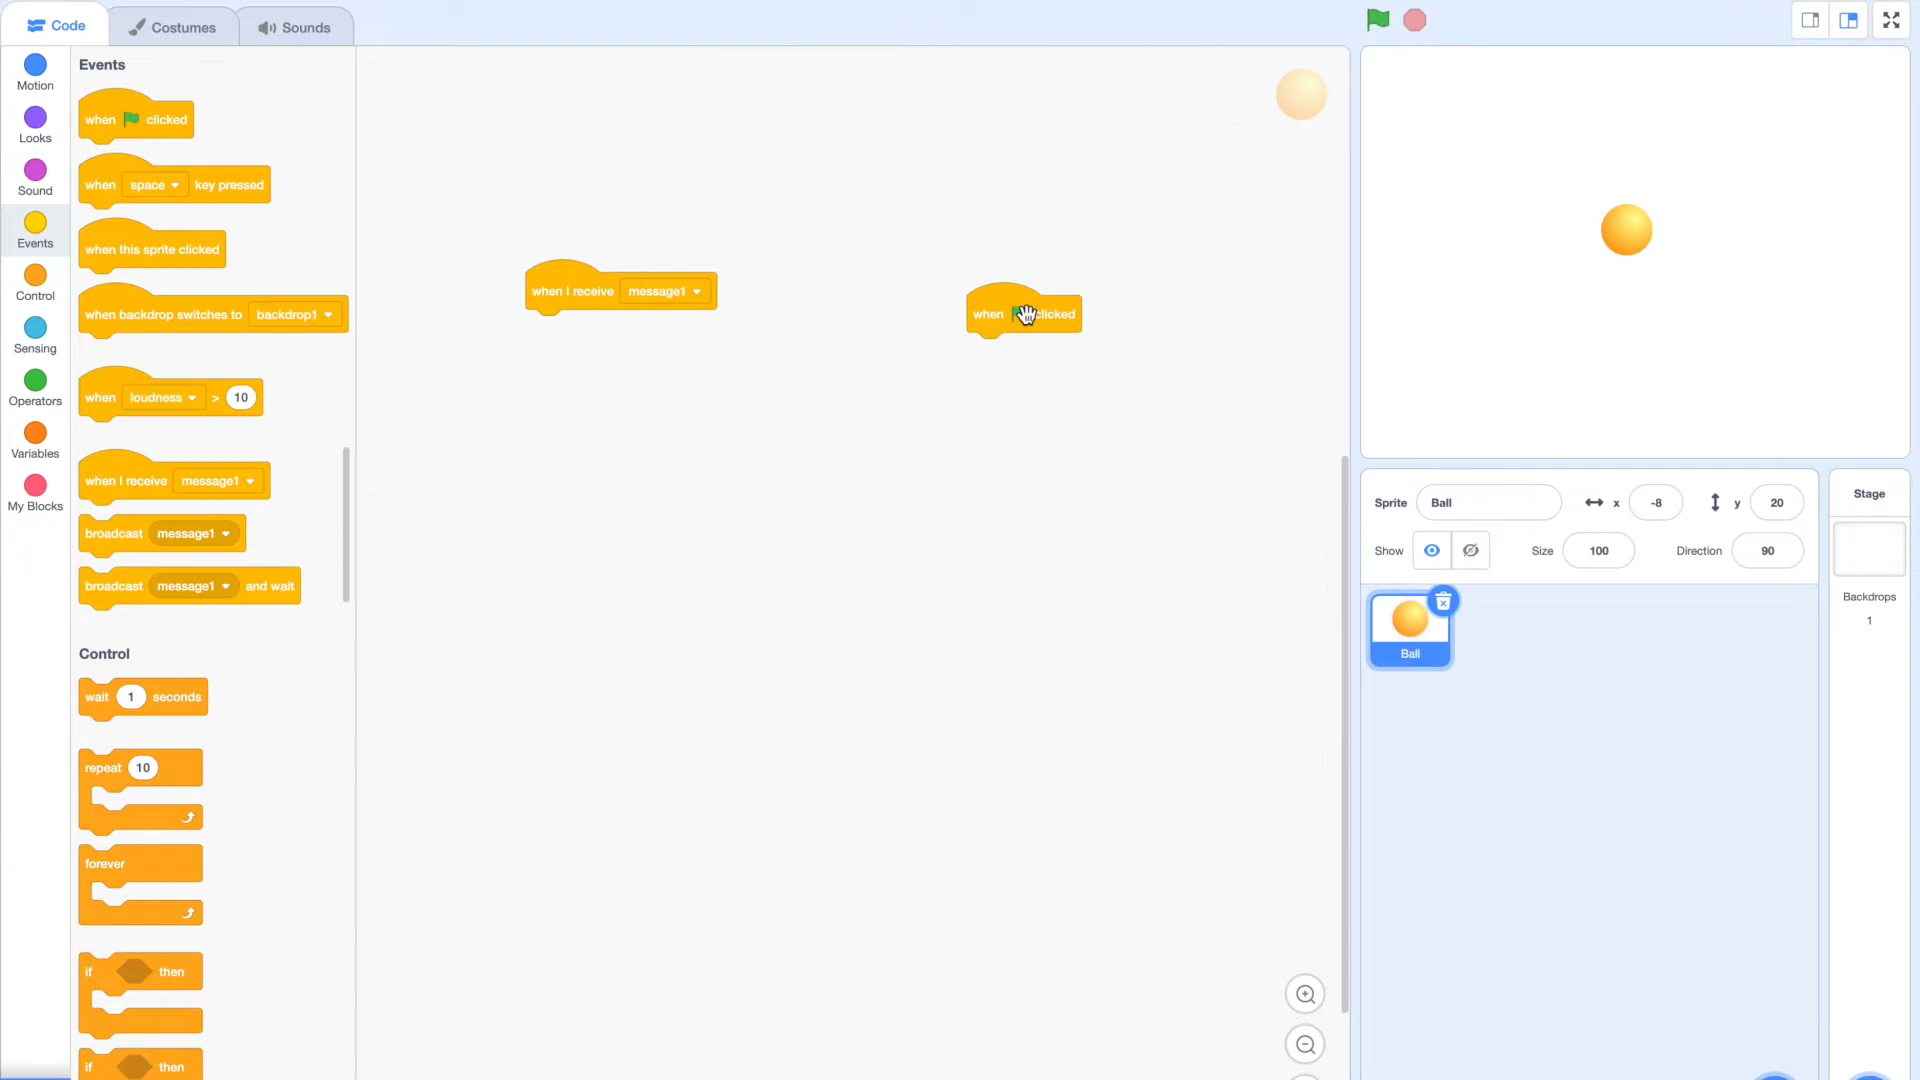 Code
Costumes
Sounds
Motion
Looks
Sound
Events
Control
Sensing
Operators
Variables
My Blocks
Events
when clicked
when space key pressed
when this sprite clicked
when backdrop switches to backdrop1
when loudness > 10
when I receive message1
broadcast message1
broadcast message1 and wait
Control
wait 1 seconds
repeat 10
forever
if then
if then
when I receive message1
when clicked
Sprite Ball x -8 y 20
Show Size 100 Direction 90
Ball
Stage
Backdrops
1